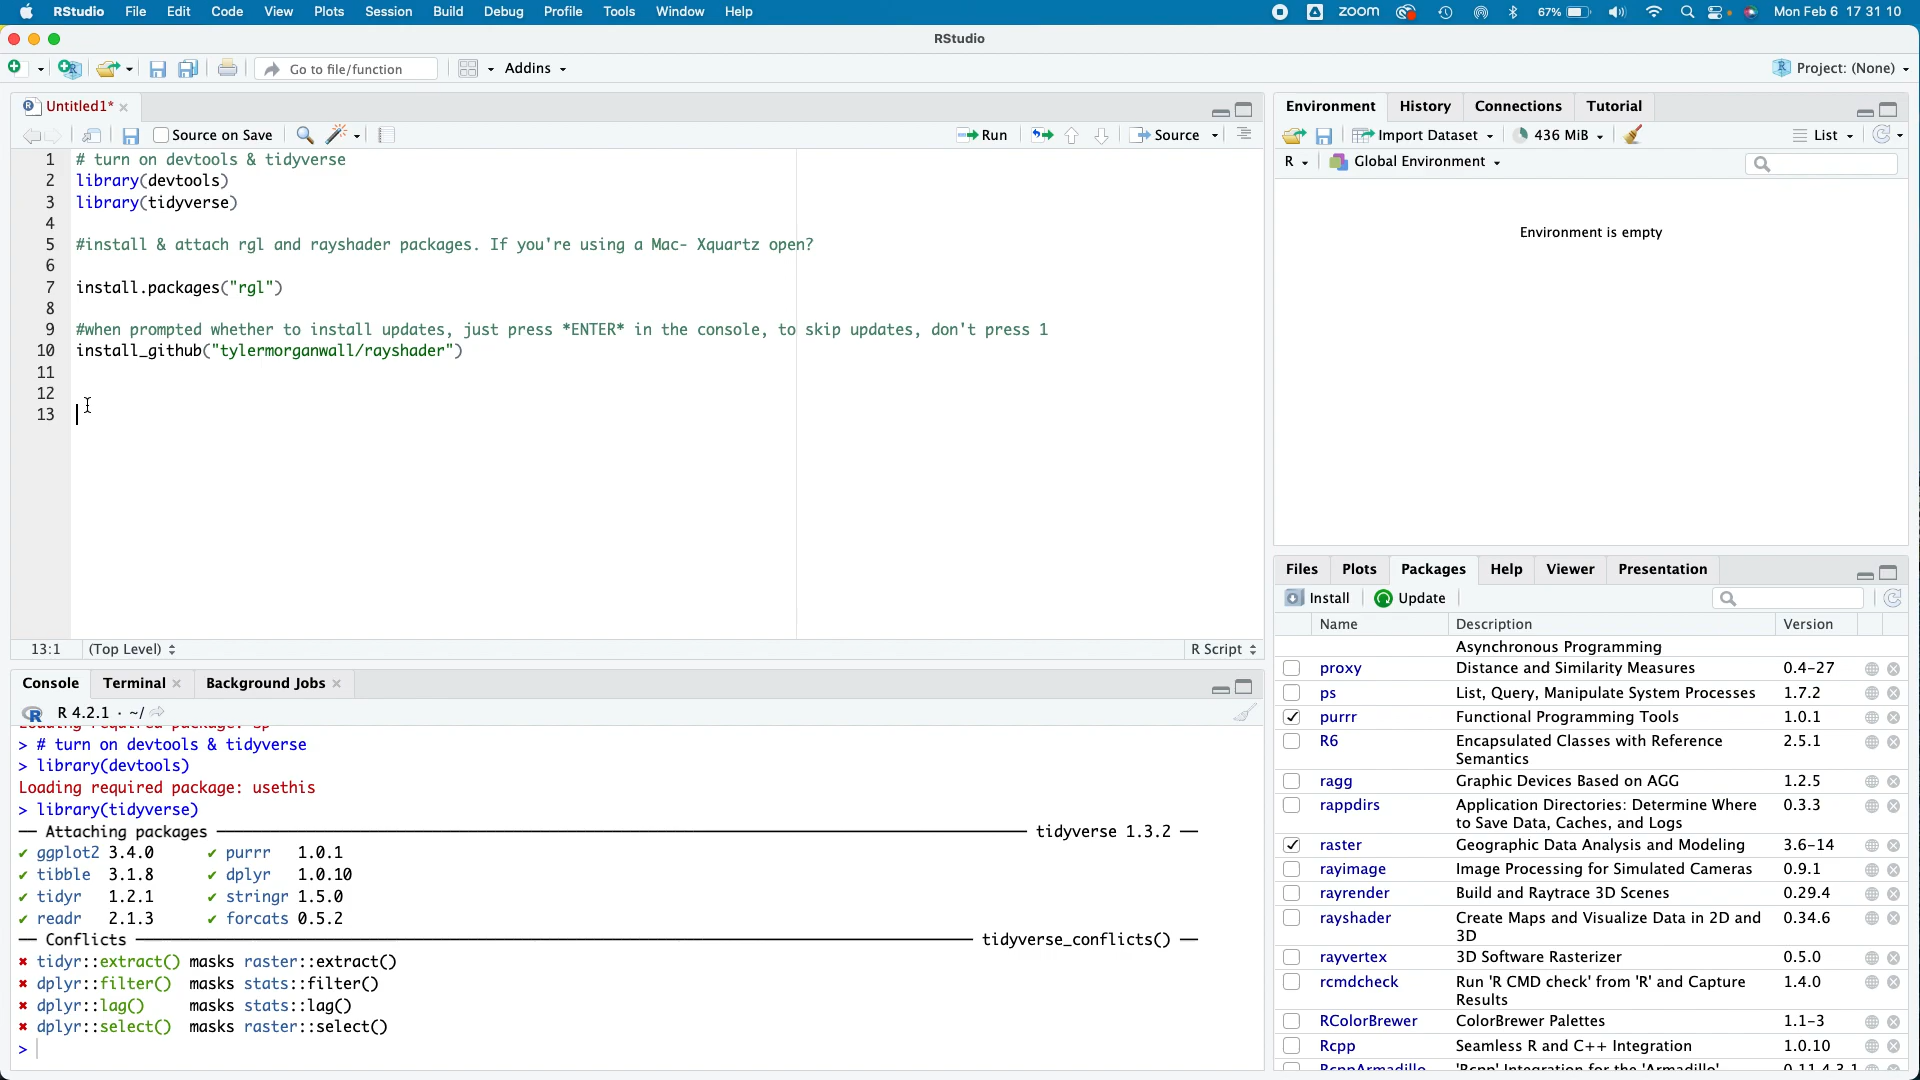 RStudio File Edit Code View Plots Session Build Debug Profile Tools Window Help zoom 67% Mon Feb 6 17 31 10
RStudio
Go to file/function Addins Project: (None)
Untitled1*
Source on Save Run Source
1 # turn on devtools & tidyverse
2 library(devtools)
3 library(tidyverse)
4
5 #install & attach rgl and rayshader packages. If you're using a Mac- Xquartz open?
6
7 install.packages("rgl")
8
9 #when prompted whether to install updates, just press *ENTER* in the console, to skip updates, don't press 1
10 install_github("tylermorganwall/rayshader")
11
12
13
13:1 (Top Level) R Script
Console Terminal Background Jobs
R 4.2.1 · ~/
> # turn on devtools & tidyverse
> library(devtools)
Loading required package: usethis
> library(tidyverse)
— Attaching packages ——— tidyverse 1.3.2 —
✔ ggplot2 3.4.0 ✔ purrr 1.0.1
✔ tibble 3.1.8 ✔ dplyr 1.0.10
✔ tidyr 1.2.1 ✔ stringr 1.5.0
✔ readr 2.1.3 ✔ forcats 0.5.2
— Conflicts ——— tidyverse_conflicts() —
✖ tidyr::extract() masks raster::extract()
✖ dplyr::filter() masks stats::filter()
✖ dplyr::lag() masks stats::lag()
✖ dplyr::select() masks raster::select()
>
Environment History Connections Tutorial
Import Dataset 436 MiB List
R Global Environment
Environment is empty
Files Plots Packages Help Viewer Presentation
Install Update
Name Description Version
Asynchronous Programming
proxy Distance and Similarity Measures 0.4-27
ps List, Query, Manipulate System Processes 1.7.2
purrr Functional Programming Tools 1.0.1
R6 Encapsulated Classes with Reference 2.5.1
Semantics
ragg Graphic Devices Based on AGG 1.2.5
rappdirs Application Directories: Determine Where 0.3.3
to Save Data, Caches, and Logs
raster Geographic Data Analysis and Modeling 3.6-14
rayimage Image Processing for Simulated Cameras 0.9.1
rayrender Build and Raytrace 3D Scenes 0.29.4
rayshader Create Maps and Visualize Data in 2D and 0.34.6
3D
rayvertex 3D Software Rasterizer 0.5.0
rcmdcheck Run 'R CMD check' from 'R' and Capture 1.4.0
Results
RColorBrewer ColorBrewer Palettes 1.1-3
Rcpp Seamless R and C++ Integration 1.0.10